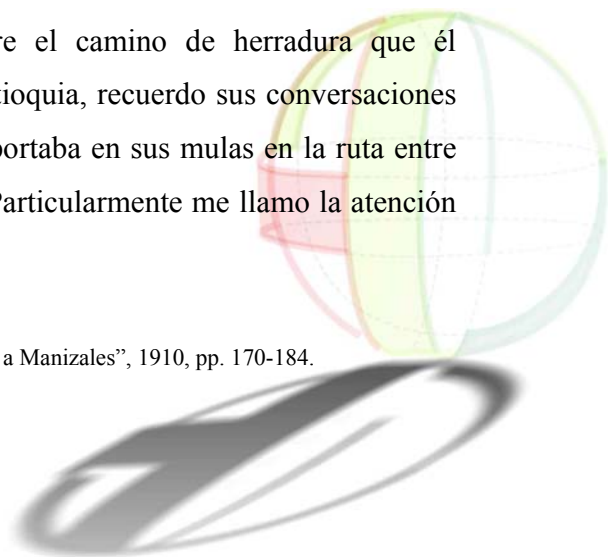 re el camino de herradura que él
tioquia, recuerdo sus conversaciones
portaba en sus mulas en la ruta entre
Particularmente me llamo la atención
a Manizales”, 1910, pp. 170-184.